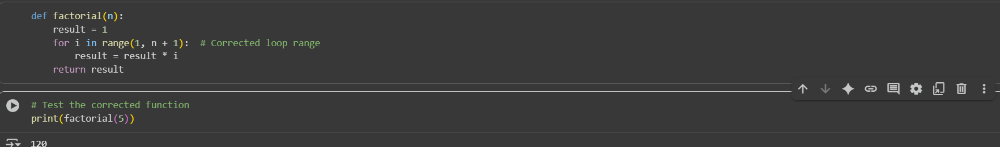 def factorial(n):
    result = 1
    for i in range(1, n + 1):  # Corrected loop range
        result = result * i
    return result
# Test the corrected function
print(factorial(5))
120